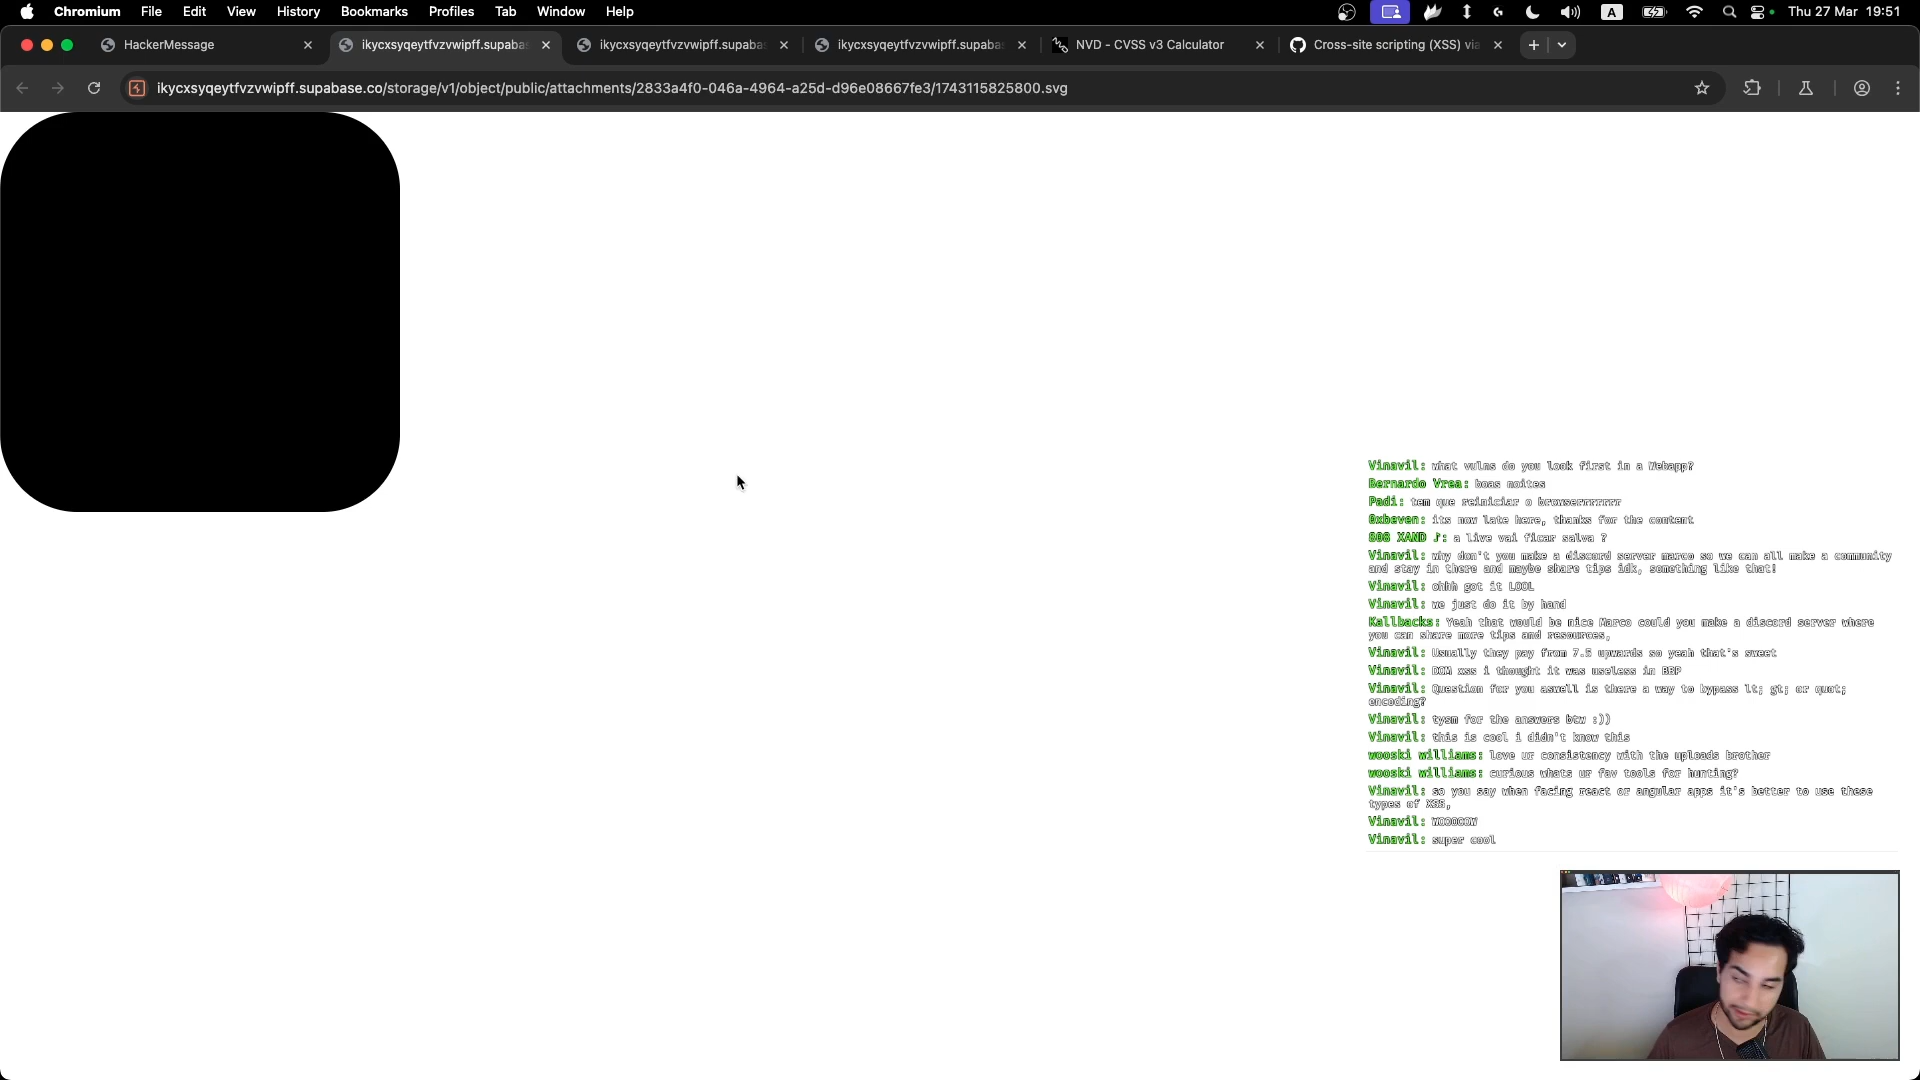 Chromium File Edit View History Bookmarks Profiles Tab Window Help A Thu 27 Mar 19:51
HackerMessage ikycxsyqeytfvzvwipff.supaba ikycxsyqeytfvzvwipff.supaba ikycxsyqeytfvzvwipff.supaba NVD - CVSS v3 Calculator Cross-site scripting (XSS) via
ikycxsyqeytfvzvwipff.supabase.co/storage/v1/object/public/attachments/2833a4f0-046a-4964-a25d-d96e08667fe3/1743115825800.svg
Vinavil: what vulns do you look first in a Webapp?
Bernardo Vrea: boas noites
Padi: tem que reiniciar o browserrrrrrr
0xbeven: its now late here, thanks for the content
808 XAND ♪: a live vai ficar salva ?
Vinavil: why don't you make a discord server marco so we can all make a community
and stay in there and maybe share tips idk, something like that!
Vinavil: ohhh got it LOOL
Vinavil: we just do it by hand
Kallbacks: Yeah that would be nice Marco could you make a discord server where
you can share more tips and resources,
Vinavil: Usually they pay from 7.5 upwards so yeah that's sweet
Vinavil: DOM xss i thought it was useless in BBP
Vinavil: Question for you aswell is there a way to bypass lt; gt; or quot;
encoding?
Vinavil: tysm for the answers btw :))
Vinavil: this is cool i didn't know this
wooski williams: love ur consistency with the uploads brother
wooski williams: curious whats ur fav tools for hunting?
Vinavil: so you say when facing react or angular apps it's better to use these
types of XSS,
Vinavil: WOOOOOW
Vinavil: super cool